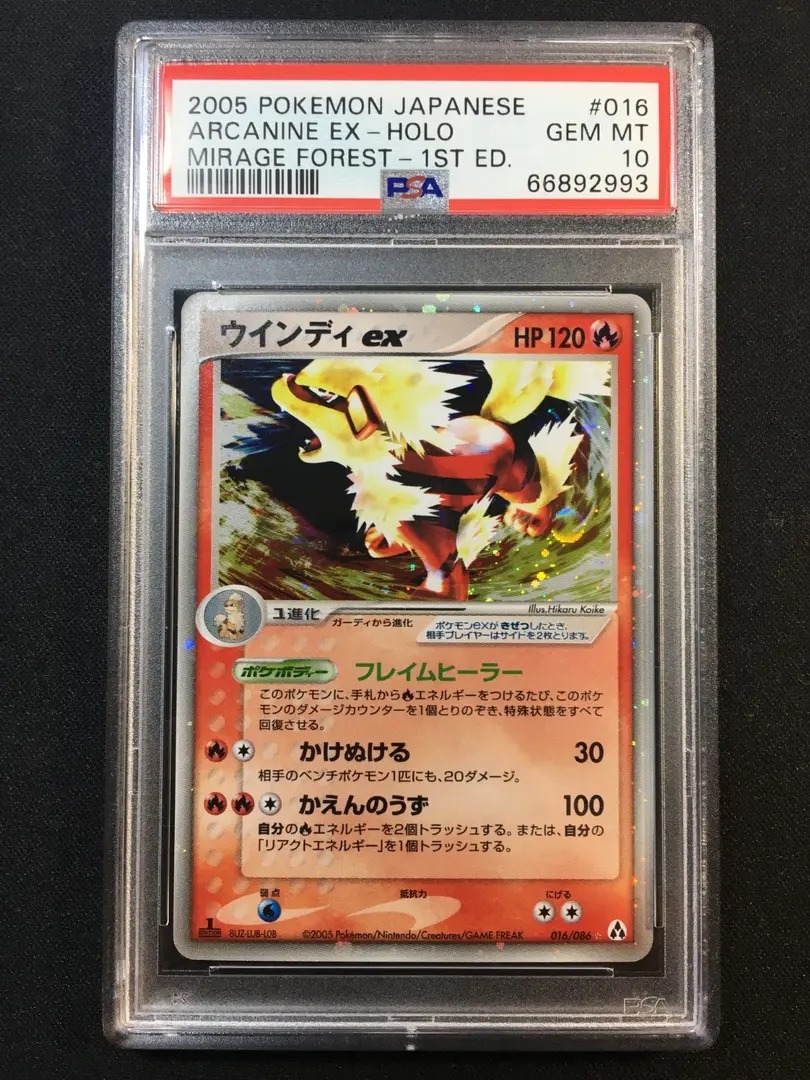 2005 POKEMON JAPANESE #016
ARCANINE EX - HOLO GEM MT
MIRAGE FOREST - 1ST ED. 10
PSA 66892993
ウインディex HP120
Illus.Hikaru Koike
1進化 ガーディから進化
ポケモンexがきぜつしたとき、
相手プレイヤーはサイドを2枚とります。
ポケボディー フレイムヒーラー
このポケモンに、手札からエネルギーをつけるたび、このポケ
モンのダメージカウンターを1個とりのぞき、特殊状態をすべて
回復させる。
かけぬける 30
相手のベンチポケモン1匹にも、20ダメージ。
かえんのうず 100
自分のエネルギーを2個トラッシュする。または、自分の
「リアクトエネルギー」を1個トラッシュする。
弱点 抵抗力 にげる
1 EDITION 8UZ-LUB-L0B ©2005 Pokémon/Nintendo/Creatures/GAME FREAK 016/086
PSA